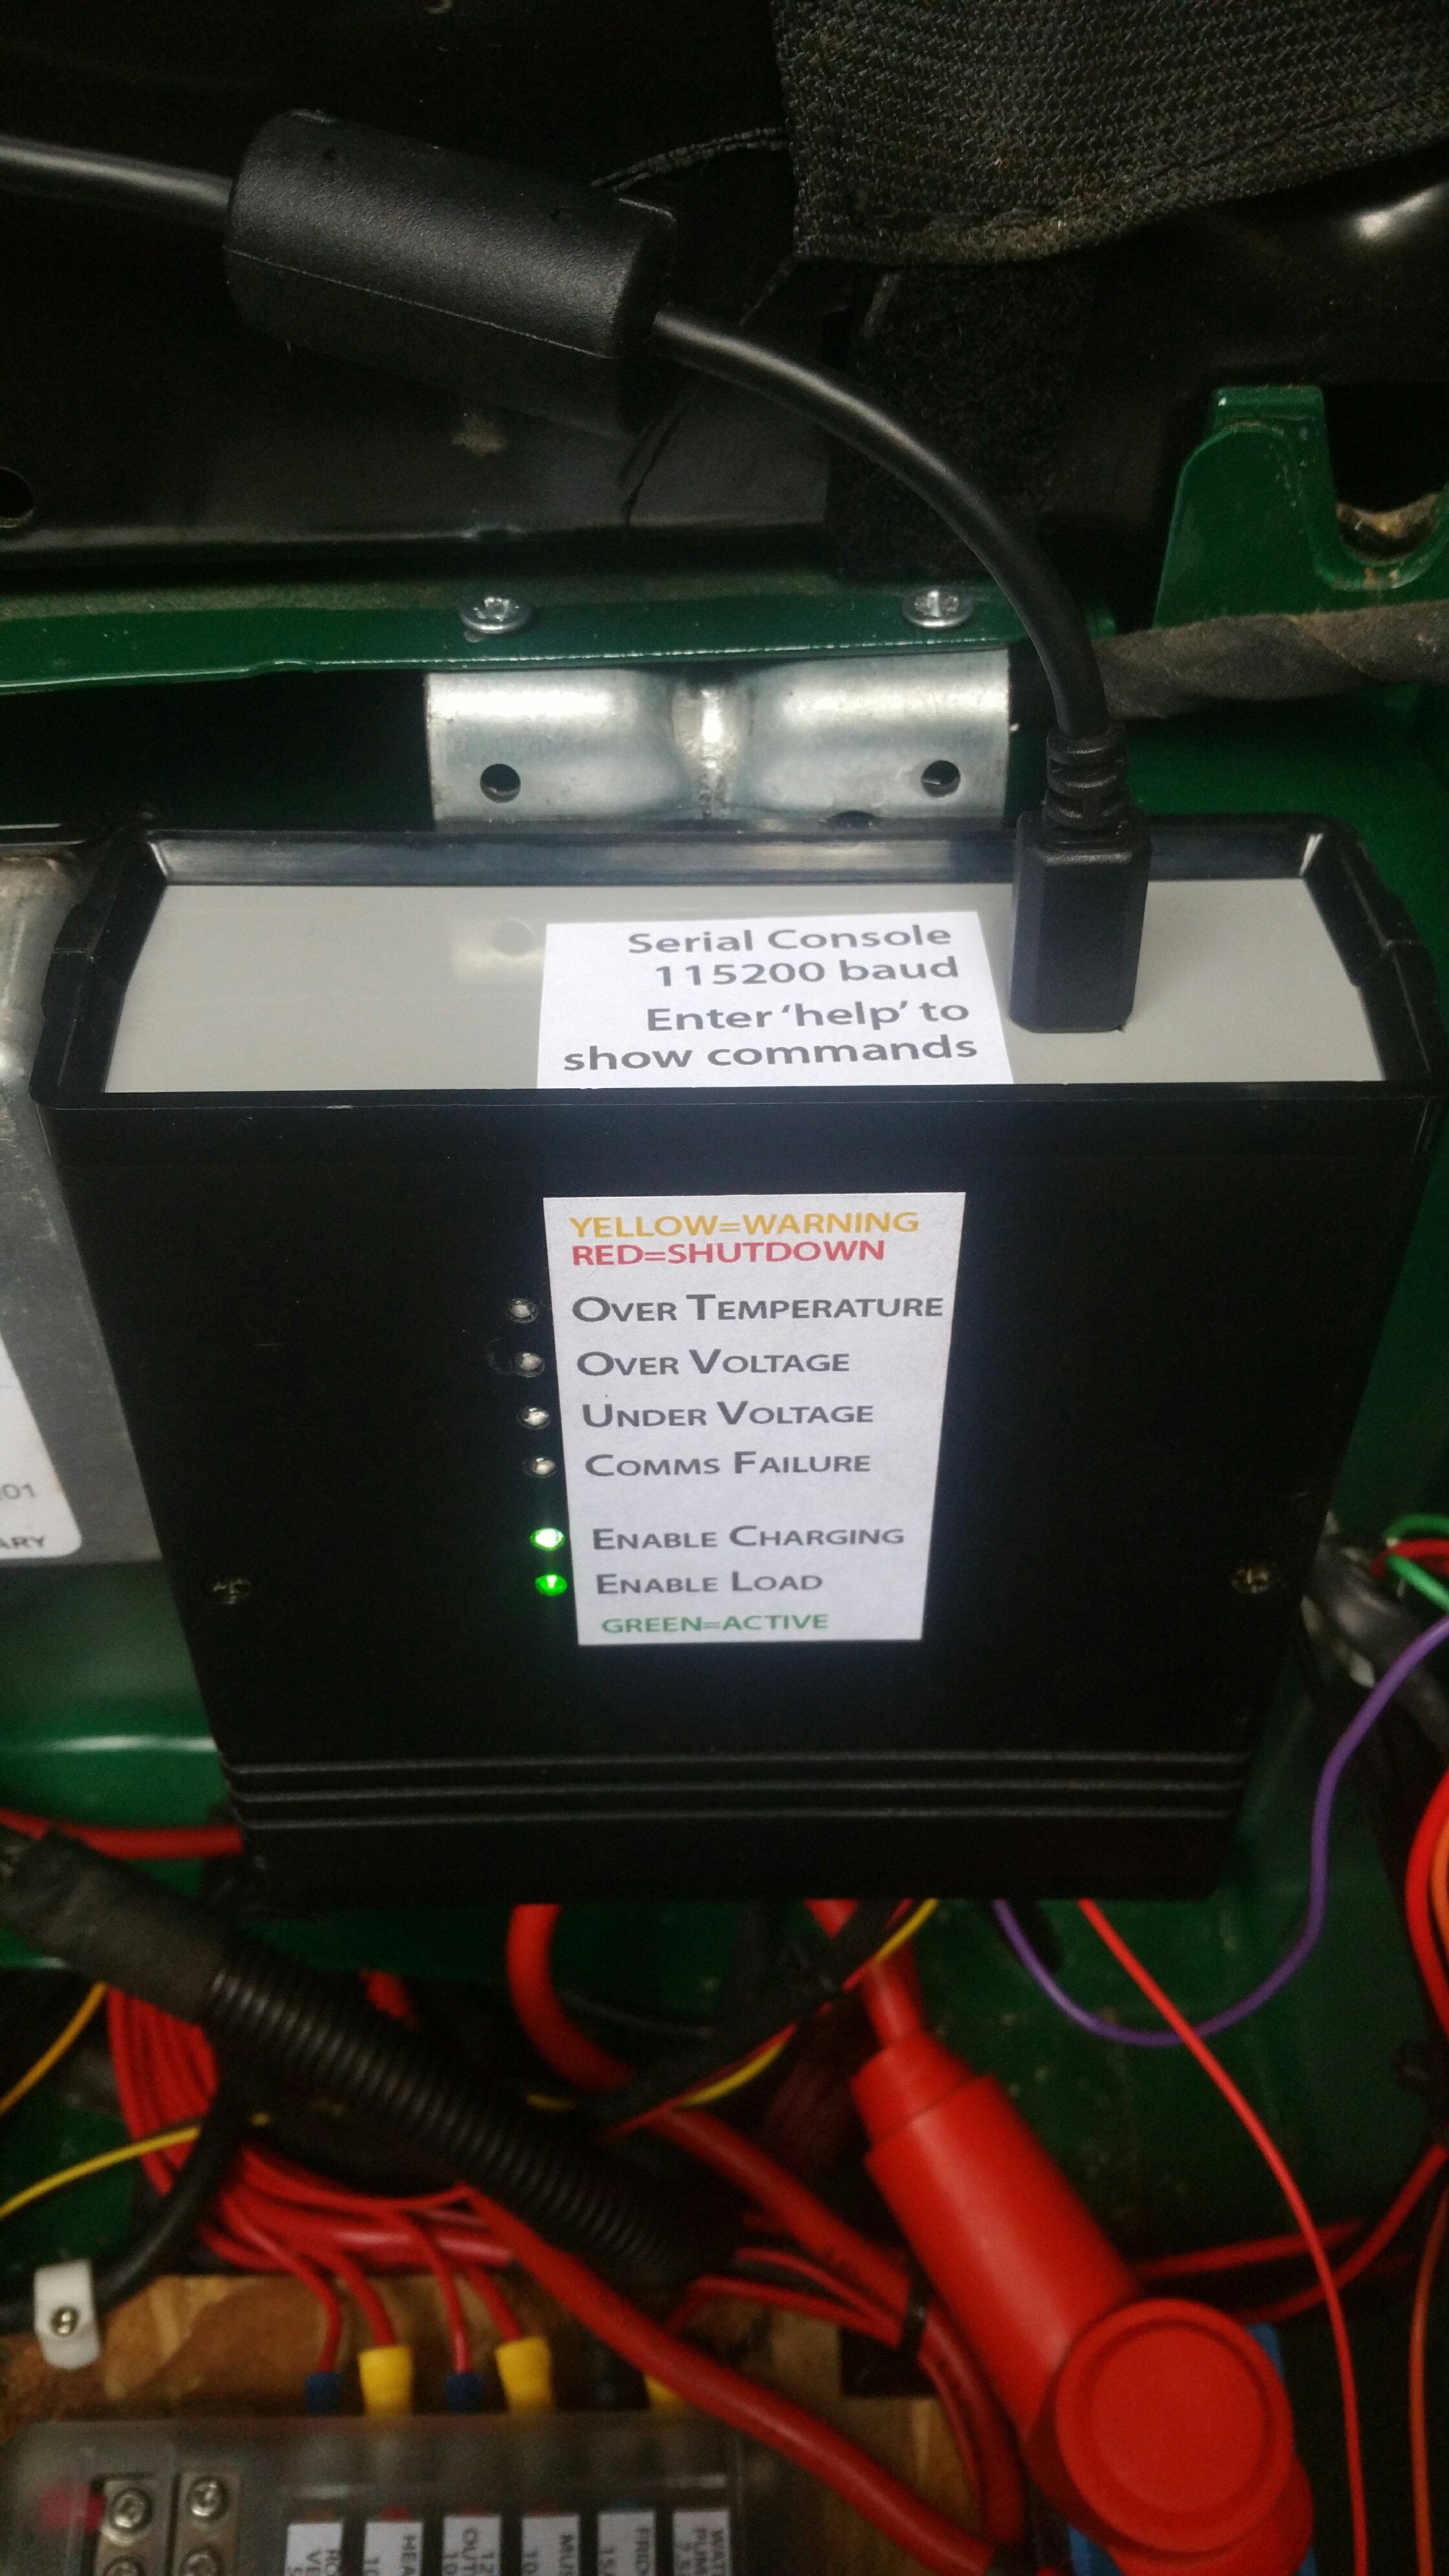 Serial Console
115200 baud
Enter 'help' to
show commands
YELLOW=WARNING
RED=SHUTDOWN
OVER TEMPERATURE
OVER VOLTAGE
UNDER VOLTAGE
COMMS FAILURE
ENABLE CHARGING
ENABLE LOAD
GREEN=ACTIVE